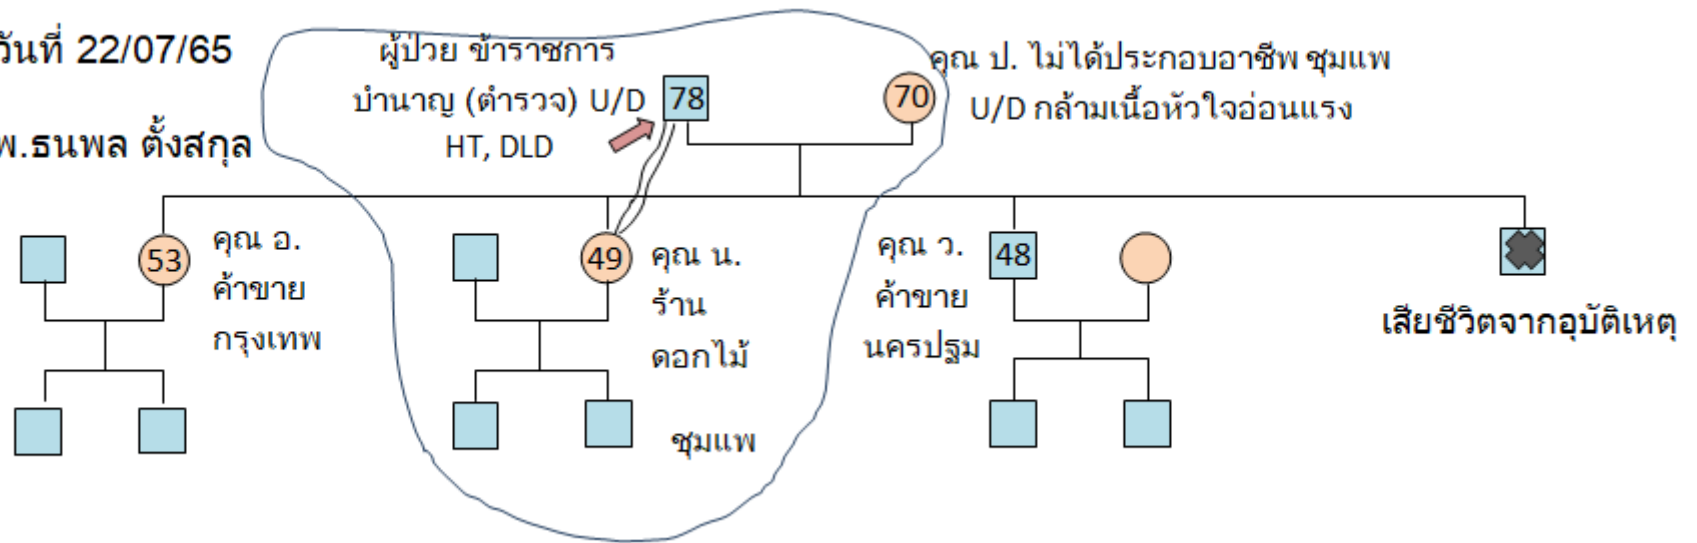 วันที่ 22/07/65
พ.ธนพล ตั้งสกุล
ผู้ป่วย ข้าราชการ
บำนาญ (ตำรวจ) U/D
HT, DLD
78
70
คุณ ป. ไม่ได้ประกอบอาชีพ ชุมแพ
U/D กล้ามเนื้อหัวใจอ่อนแรง
53
คุณ อ.
ค้าขาย
กรุงเทพ
49
คุณ น.
ร้าน
ดอกไม้
ชุมแพ
คุณ ว.
ค้าขาย
นครปฐม
48
เสียชีวิตจากอุบัติเหตุ